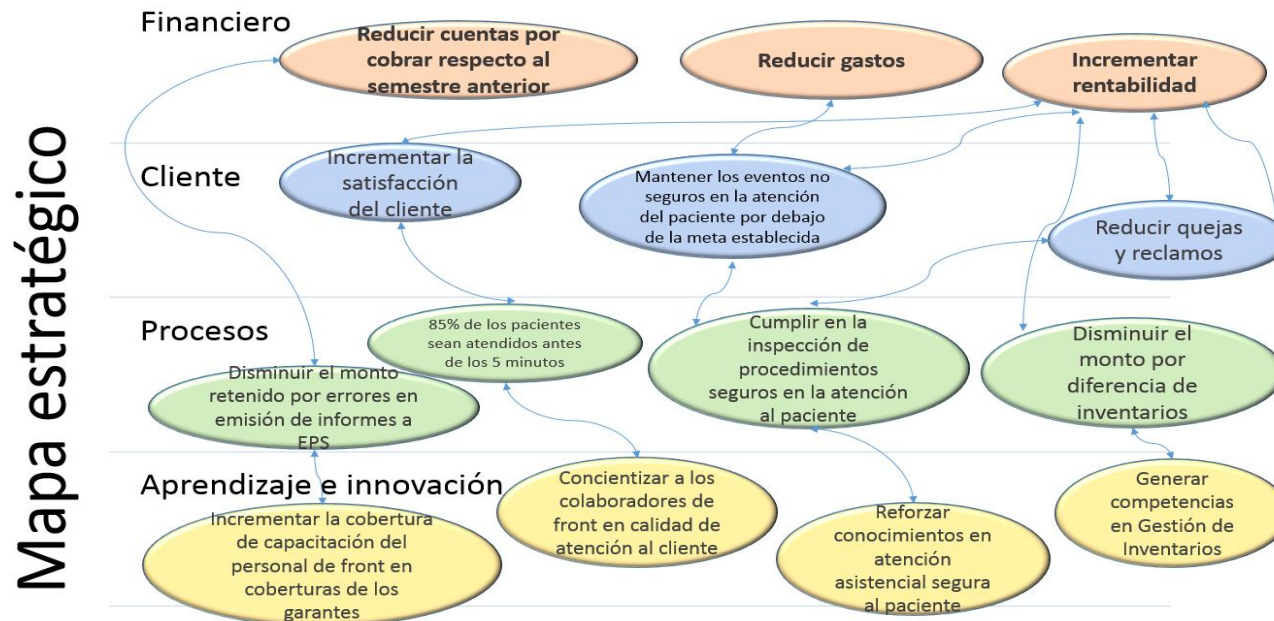 Mapa estratégico
Financiero
Reducir cuentas por
cobrar respecto al
semestre anterior
Reducir gastos
Incrementar
rentabilidad
Cliente
Incrementar la
satisfacción
del cliente
Mantener los eventos no
seguros en la atención
del paciente por debajo
de la meta establecida
Reducir quejas
y reclamos
Procesos
85% de los pacientes
sean atendidos antes
de los 5 minutos
Disminuir el monto
retenido por errores en
emisión de informes a
EPS
Cumplir en la
inspección de
procedimientos
seguros en la atención
al paciente
Disminuir el
monto por
diferencia de
inventarios
Aprendizaje e innovación
Incrementar la cobertura
de capacitación del
personal de front en
coberturas de los
garantes
Concientizar a los
colaboradores de
front en calidad de
atención al cliente
Reforzar
conocimientos en
atención
asistencial segura
al paciente
Generar
competencias
en Gestión de
Inventarios